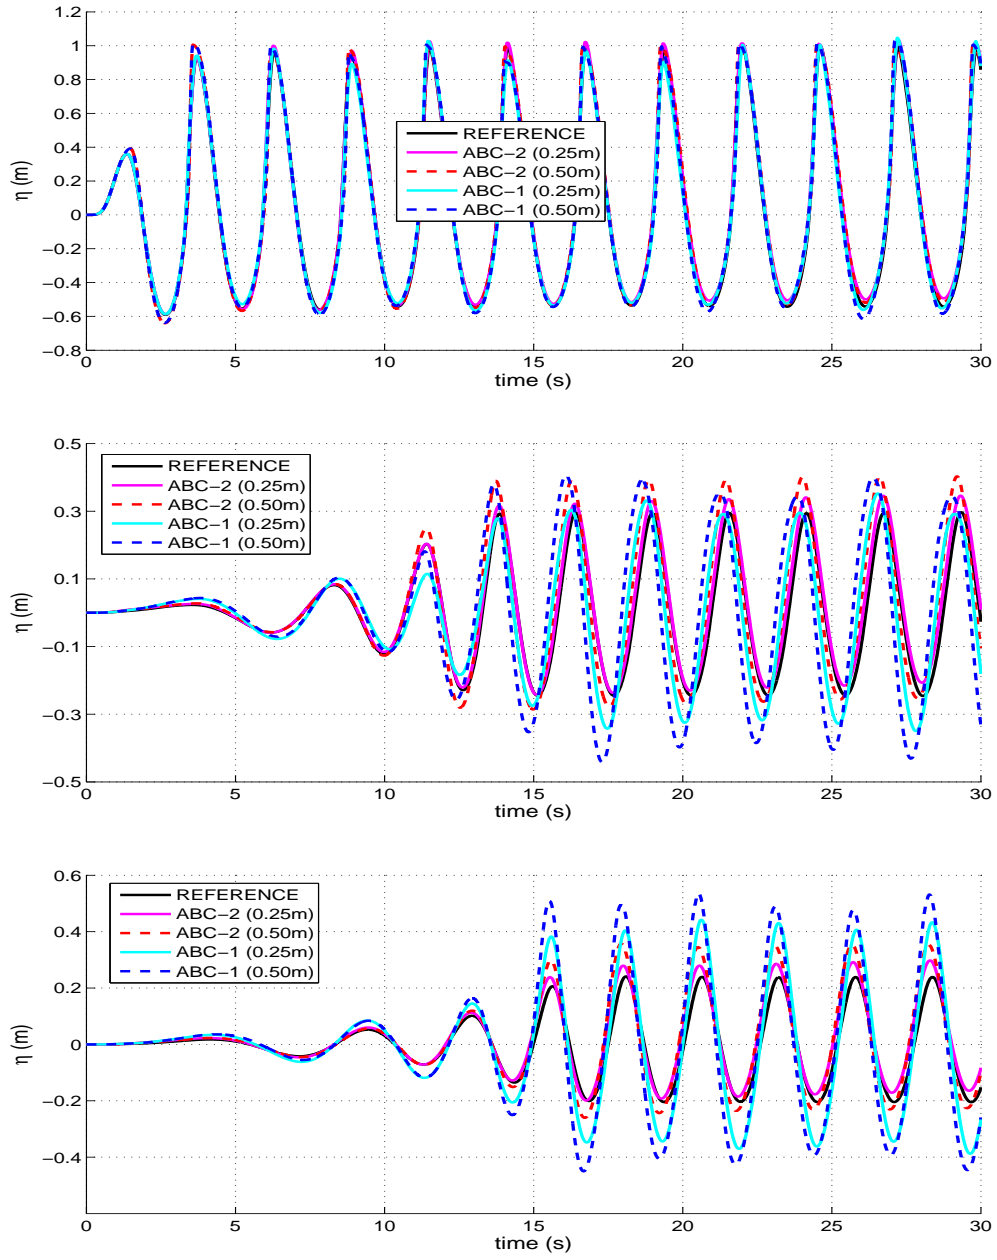 1.2
1
0.8
0.6
0.4
0.2
0
−0.2
−0.4
−0.6
−0.8
η (m)
REFERENCE
ABC−2 (0.25m)
ABC−2 (0.50m)
ABC−1 (0.25m)
ABC−1 (0.50m)
0 5 10 15 20 25 30
time (s)
0.5
0.3
0.1
−0.1
−0.3
−0.5
η (m)
REFERENCE
ABC−2 (0.25m)
ABC−2 (0.50m)
ABC−1 (0.25m)
ABC−1 (0.50m)
0 5 10 15 20 25 30
time (s)
0.6
0.4
0.2
0
−0.2
−0.4
η (m)
REFERENCE
ABC−2 (0.25m)
ABC−2 (0.50m)
ABC−1 (0.25m)
ABC−1 (0.50m)
0 5 10 15 20 25 30
time (s)